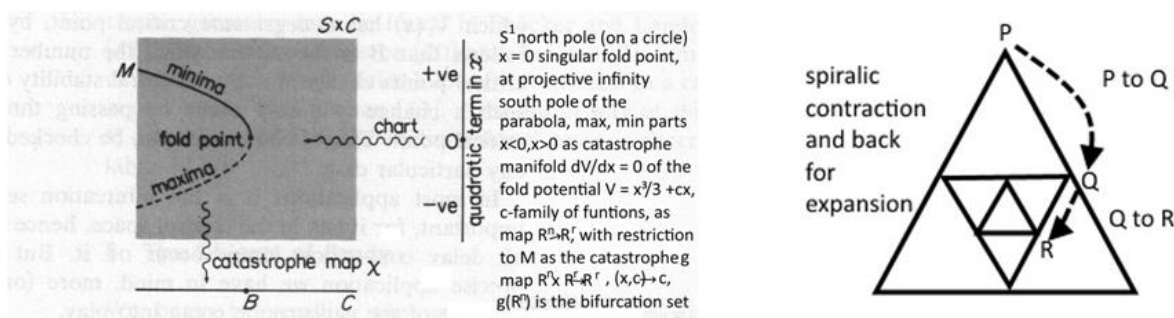 S×C
M
minima
fold point
maxima
chart
catastrophe map χ
B
C
+ve
0
−ve
quadratic term in x
S¹ north pole (on a circle)
x = 0 singular fold point,
at projective infinity
south pole of the
parabola, max, min parts
x<0,x>0 as catastrophe
manifold dV/dx = 0 of the
fold potential V = x³/3 +cx,
c-family of funtions, as
map Rⁿ→Rʳ, with restriction
to M as the catastrophe g
map Rⁿx Rʳ→R ʳ , (x,c)→ c,
g(Rⁿ) is the bifurcation set
spiralic
contraction
and back
for
expansion
P
P to Q
Q
Q to R
R